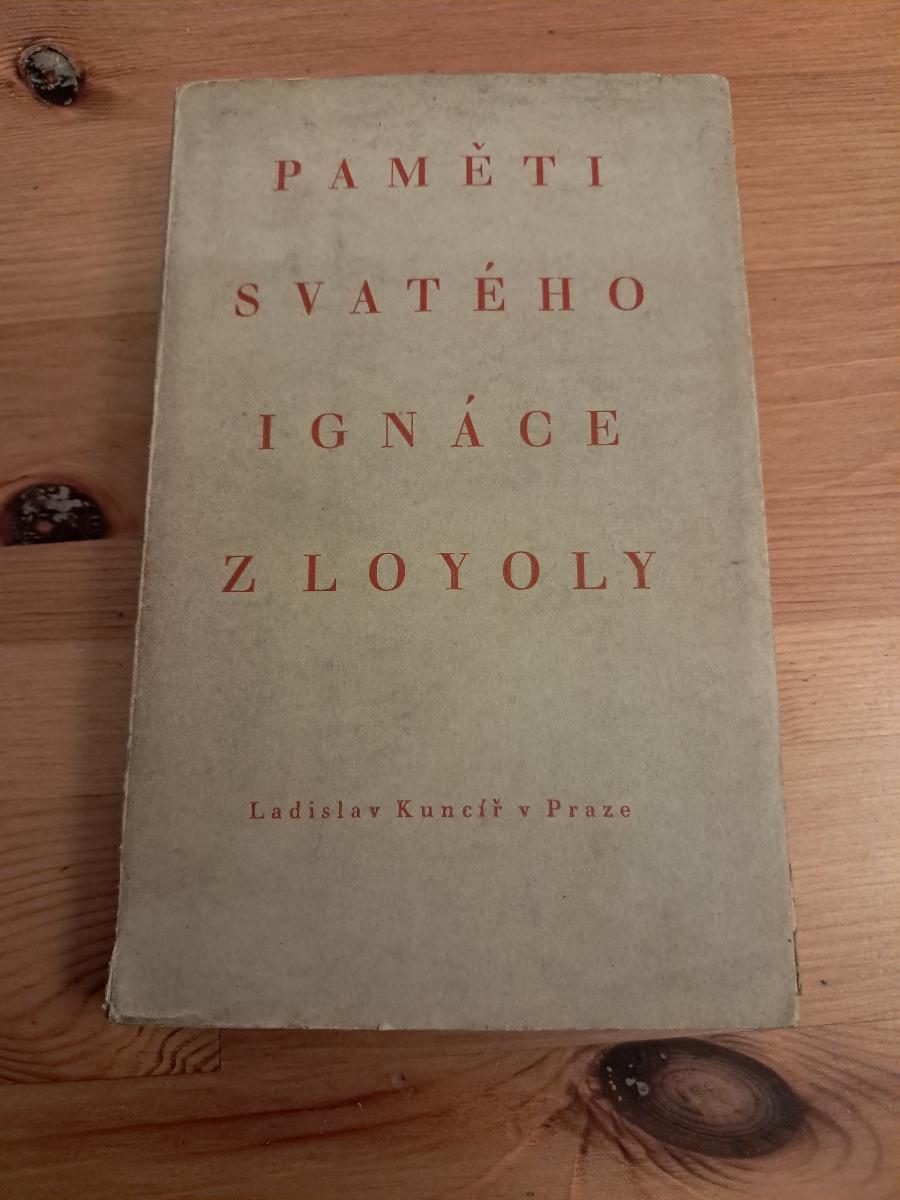 PAMĚTI
SVATÉHO
IGNÁCE
Z LOYOLY
Ladislav Kuncíř v Praze